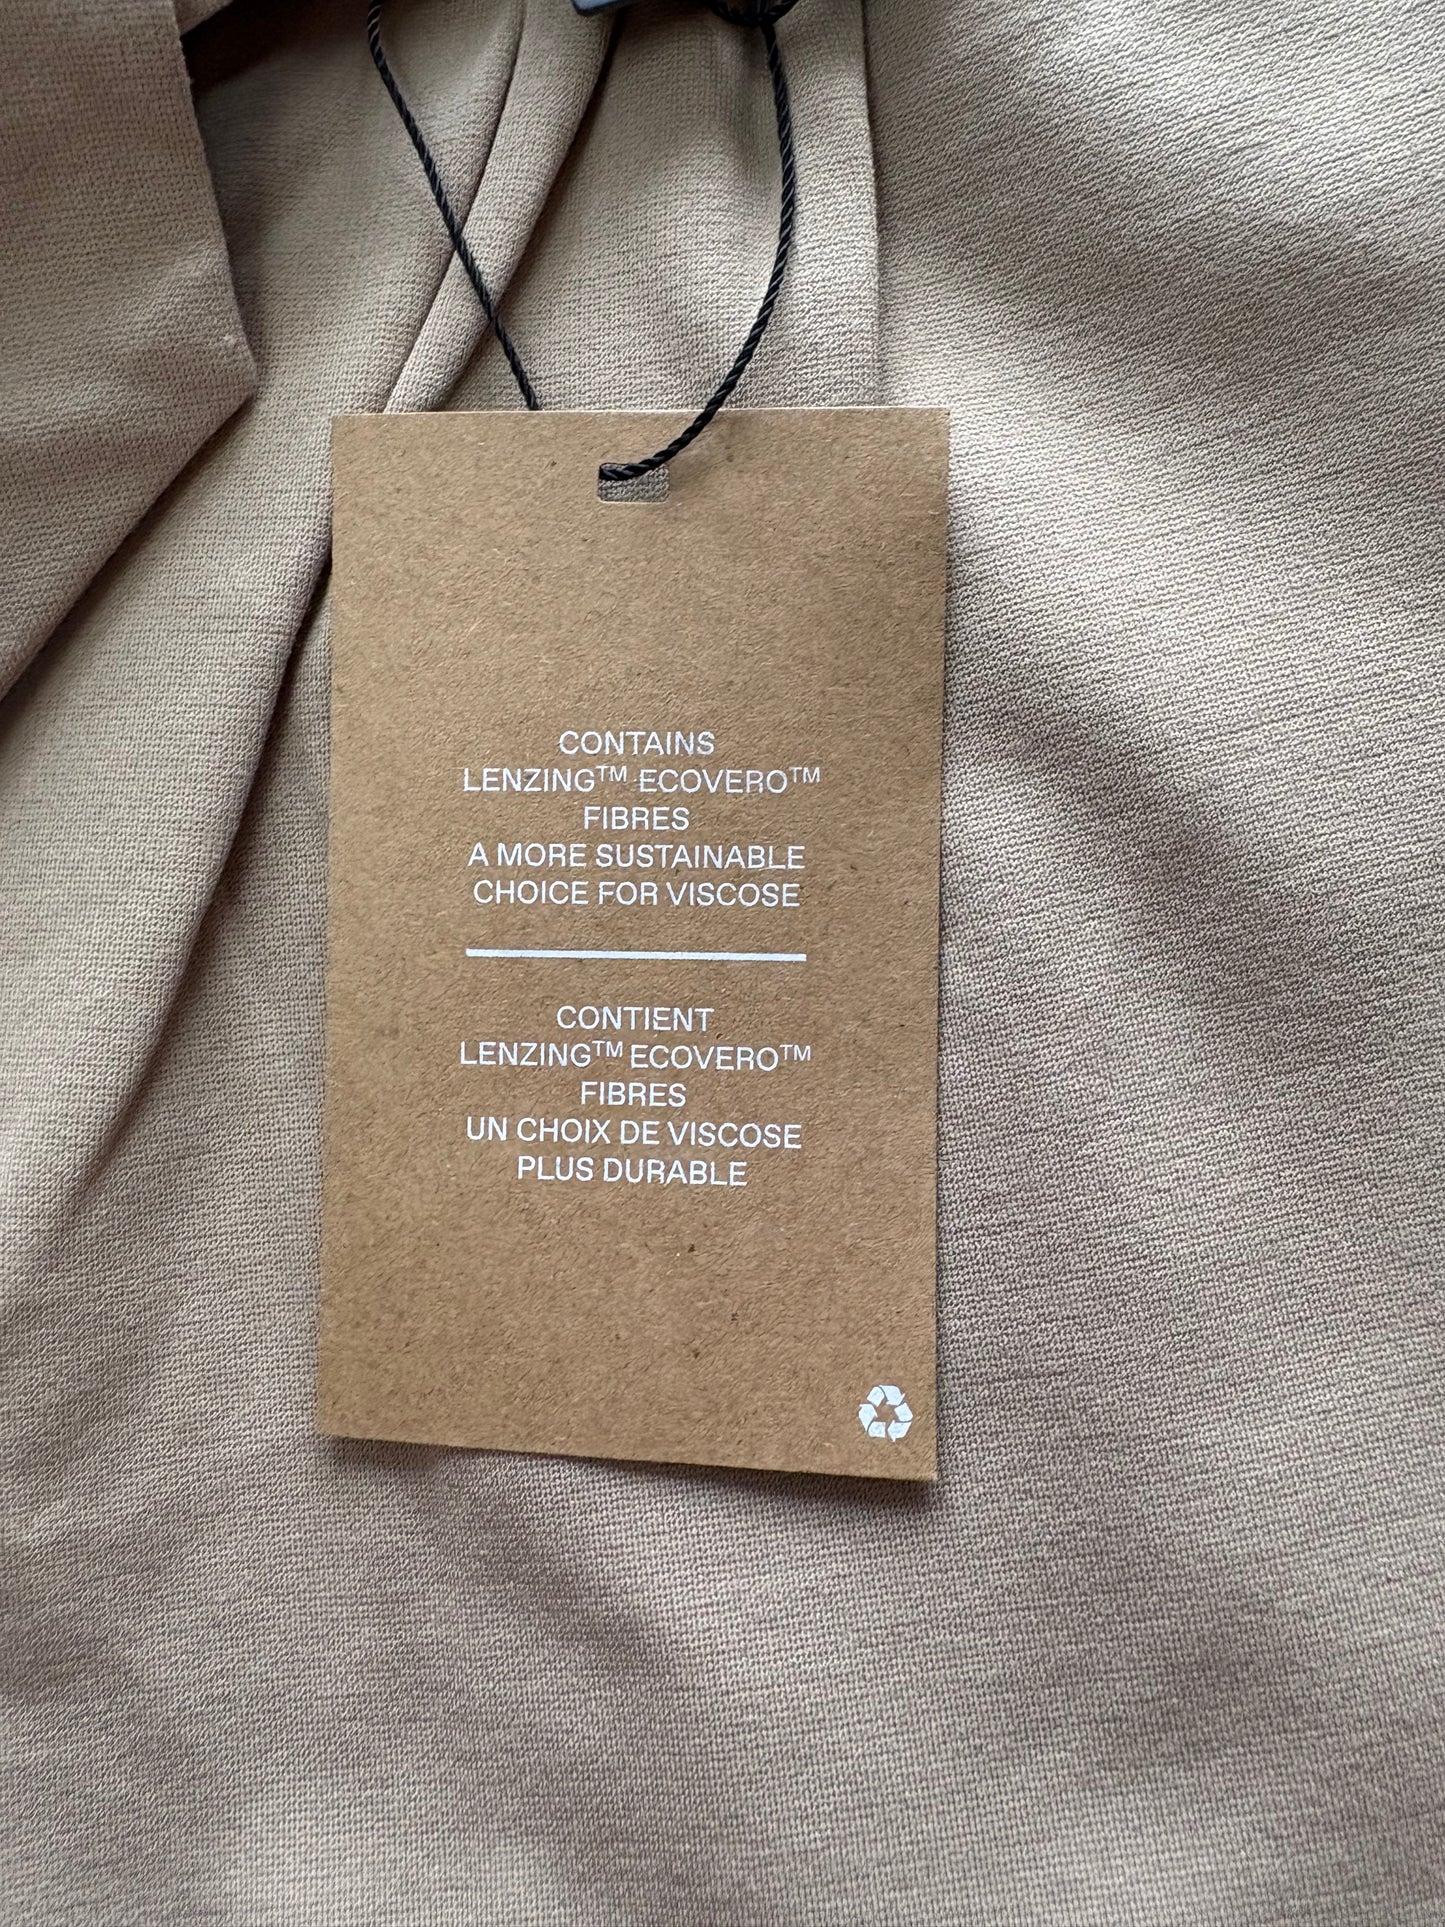 CONTAINS
LENZING™ ECOVERO™
FIBRES
A MORE SUSTAINABLE
CHOICE FOR VISCOSE
CONTIENT
LENZING™ ECOVERO™
FIBRES
UN CHOIX DE VISCOSE
PLUS DURABLE